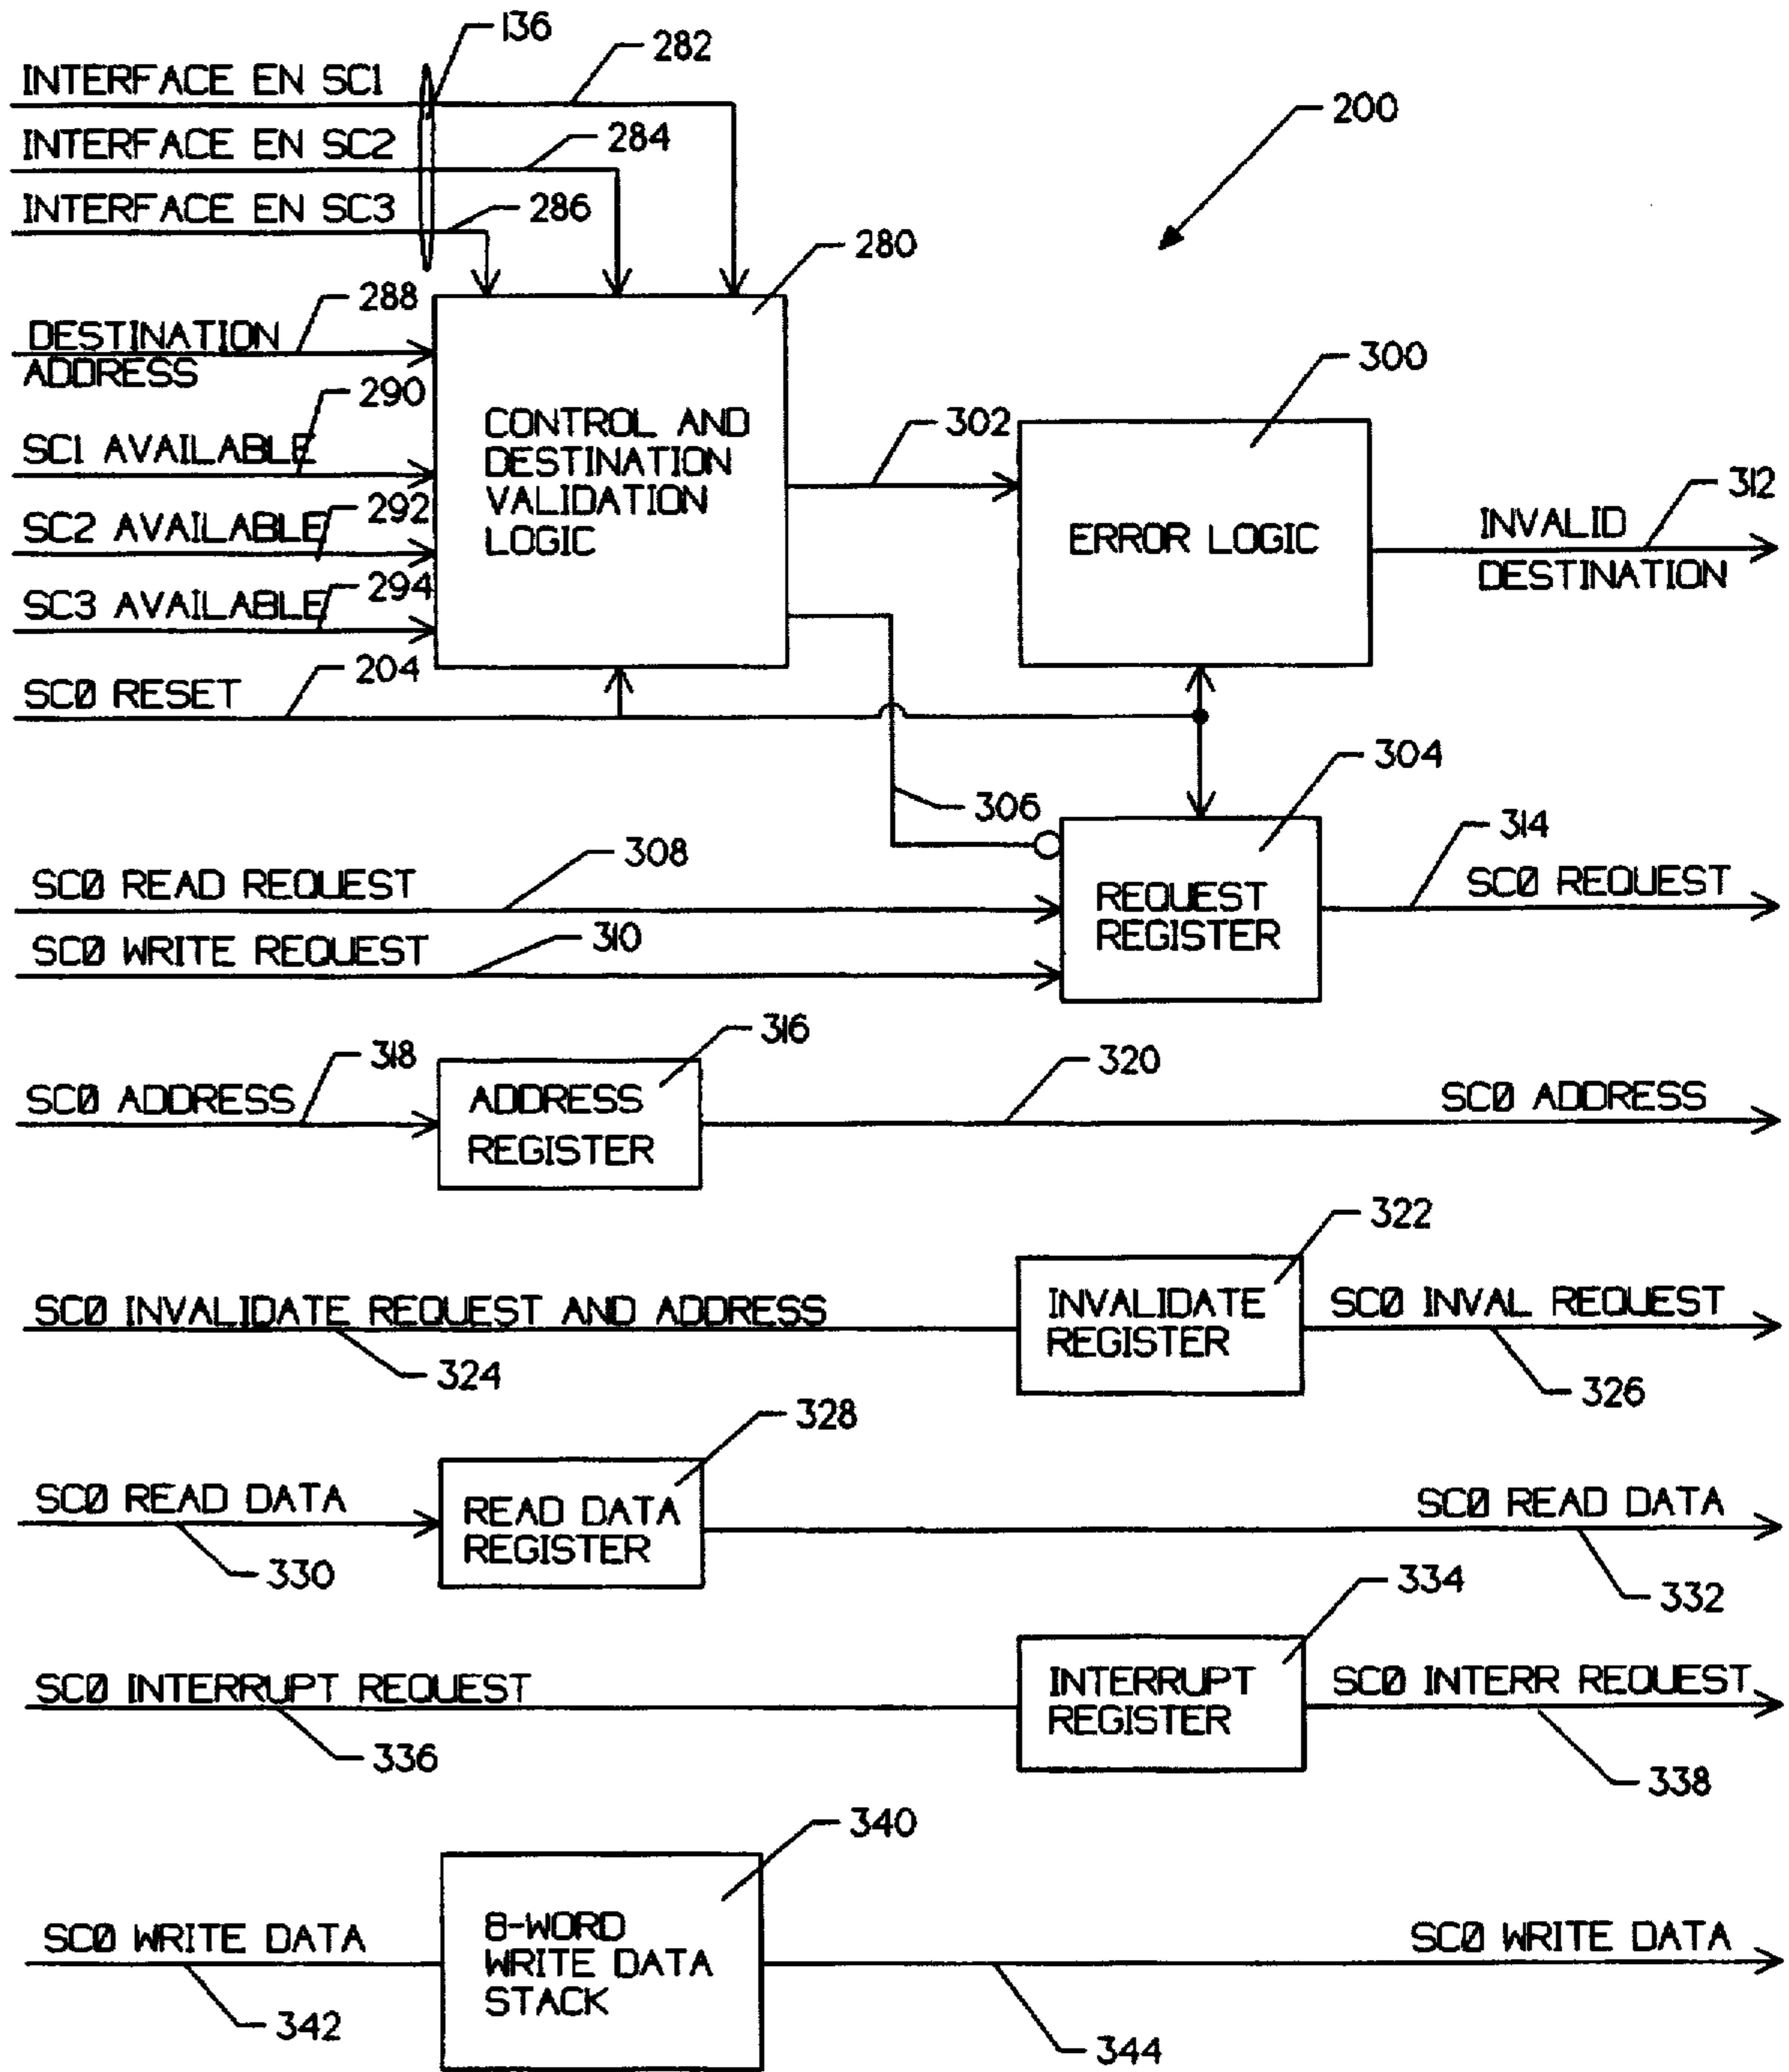 136
282
INTERFACE EN SC1
200
INTERFACE EN SC2
284
INTERFACE EN SC3
286
280
288
DESTINATION
ADDRESS
300
290
CONTROL AND
DESTINATION
VALIDATION
LOGIC
302
SC1 AVAILABLE
312
292
SC2 AVAILABLE
INVALID
DESTINATION
ERROR LOGIC
294
SC3 AVAILABLE
204
SC0 RESET
304
306
314
308
SC0 READ REQUEST
SC0 REQUEST
REQUEST
REGISTER
310
SC0 WRITE REQUEST
316
318
320
SC0 ADDRESS
ADDRESS
REGISTER
SC0 ADDRESS
322
SC0 INVALIDATE REQUEST AND ADDRESS
INVALIDATE
REGISTER
SC0 INVAL REQUEST
324
326
328
SC0 READ DATA
READ DATA
REGISTER
SC0 READ DATA
330
332
334
SC0 INTERRUPT REQUEST
INTERRUPT
REGISTER
SC0 INTERR REQUEST
336
338
340
SC0 WRITE DATA
8-WORD
WRITE DATA
STACK
SC0 WRITE DATA
342
344